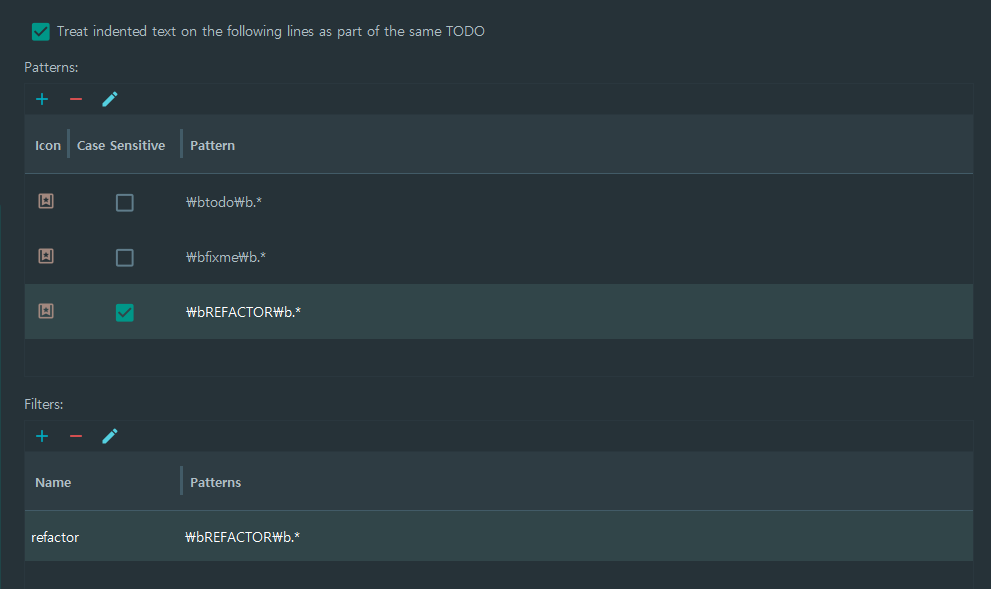 Treat indented text on the following lines as part of the same TODO
Patterns:
Icon Case Sensitive Pattern
₩btodo₩b.*
₩bfixme₩b.*
₩bREFACTOR₩b.*
Filters:
Name Patterns
refactor ₩bREFACTOR₩b.*